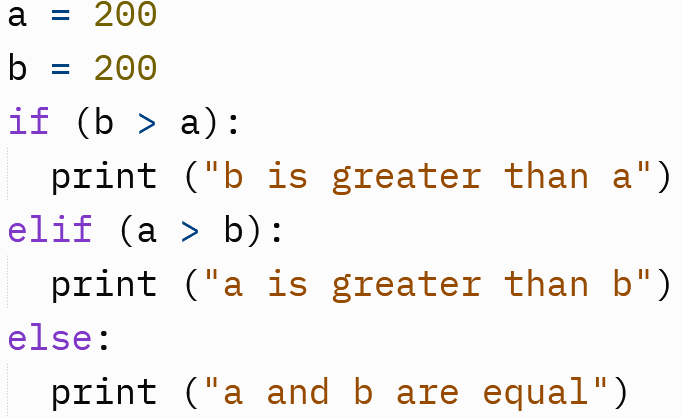 a = 200
b = 200
if (b > a):
  print ("b is greater than a")
elif (a > b):
  print ("a is greater than b")
else:
  print ("a and b are equal")